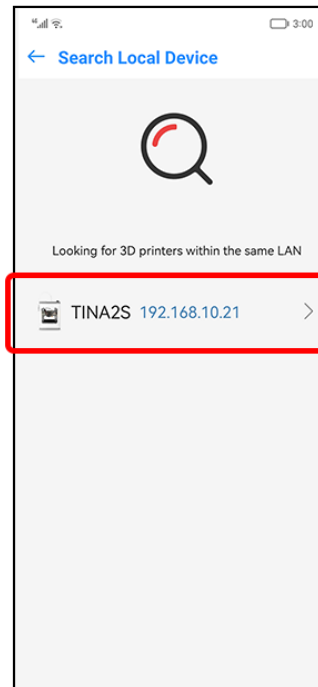 3:00
Search Local Device
Looking for 3D printers within the same LAN
TINA2S 192.168.10.21